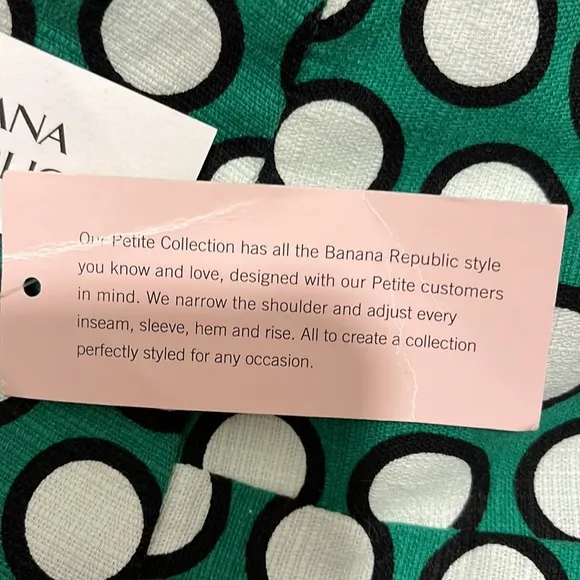 ANA
Our Petite Collection has all the Banana Republic style
you know and love, designed with our Petite customers
in mind. We narrow the shoulder and adjust every
inseam, sleeve, hem and rise. All to create a collection
perfectly styled for any occasion.